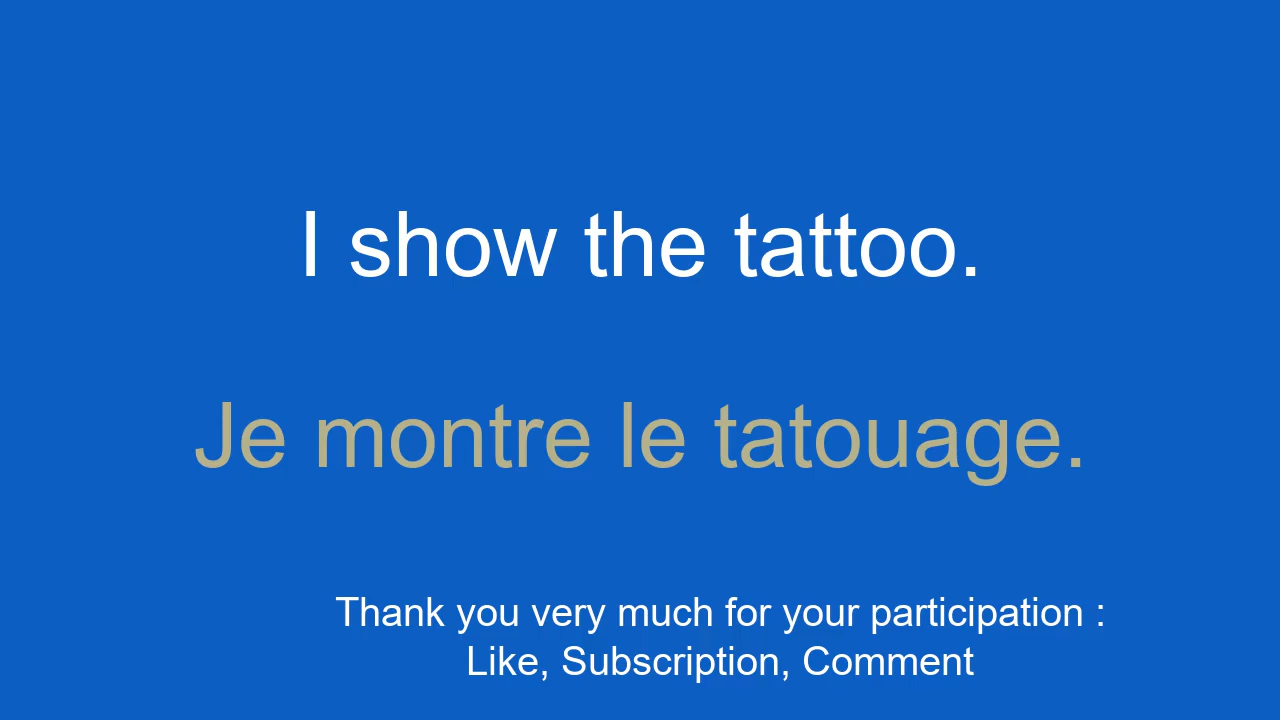 I show the tattoo.
Je montre le tatouage.
Thank you very much for your participation :
Like, Subscription, Comment